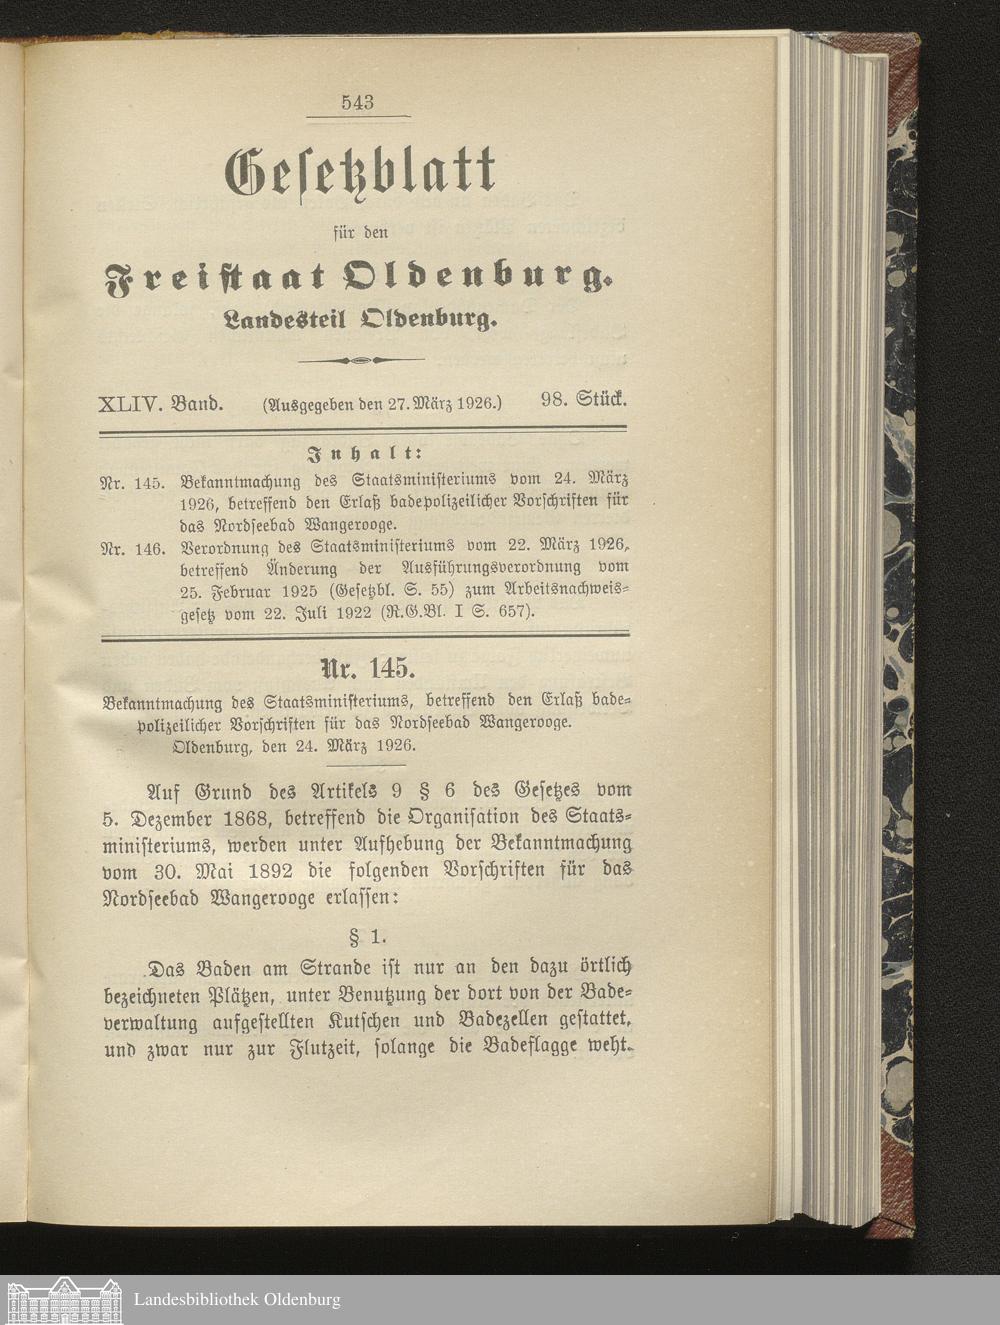 543
Gesetzblatt
für den
Freistaat Oldenburg.
Landesteil Oldenburg.
XLIV. Band. (Ausgegeben den 27. März 1926.) 98. Stück.
Inhalt:
Nr. 145. Bekanntmachung des Staatsministeriums vom 24. März
1926, betreffend den Erlaß badepolizeilicher Vorschriften für
das Nordseebad Wangerooge.
Nr. 146. Verordnung des Staatsministeriums vom 22. März 1926,
betreffend Änderung der Ausführungsverordnung vom
25. Februar 1925 (Gesetzbl. S. 55) zum Arbeitsnachweis-
gesetz vom 22. Juli 1922 (R.G.Bl. I S. 657).
Nr. 145.
Bekanntmachung des Staatsministeriums, betreffend den Erlaß bade-
polizeilicher Vorschriften für das Nordseebad Wangerooge.
Oldenburg, den 24. März 1926.
Auf Grund des Artikels 9 § 6 des Gesetzes vom
5. Dezember 1868, betreffend die Organisation des Staats-
ministeriums, werden unter Aufhebung der Bekanntmachung
vom 30. Mai 1892 die folgenden Vorschriften für das
Nordseebad Wangerooge erlassen:
§ 1.
Das Baden am Strande ist nur an den dazu örtlich
bezeichneten Plätzen, unter Benutzung der dort von der Bade-
verwaltung aufgestellten Kutschen und Badezellen gestattet,
und zwar nur zur Flutzeit, solange die Badeflagge weht.
Landesbibliothek Oldenburg